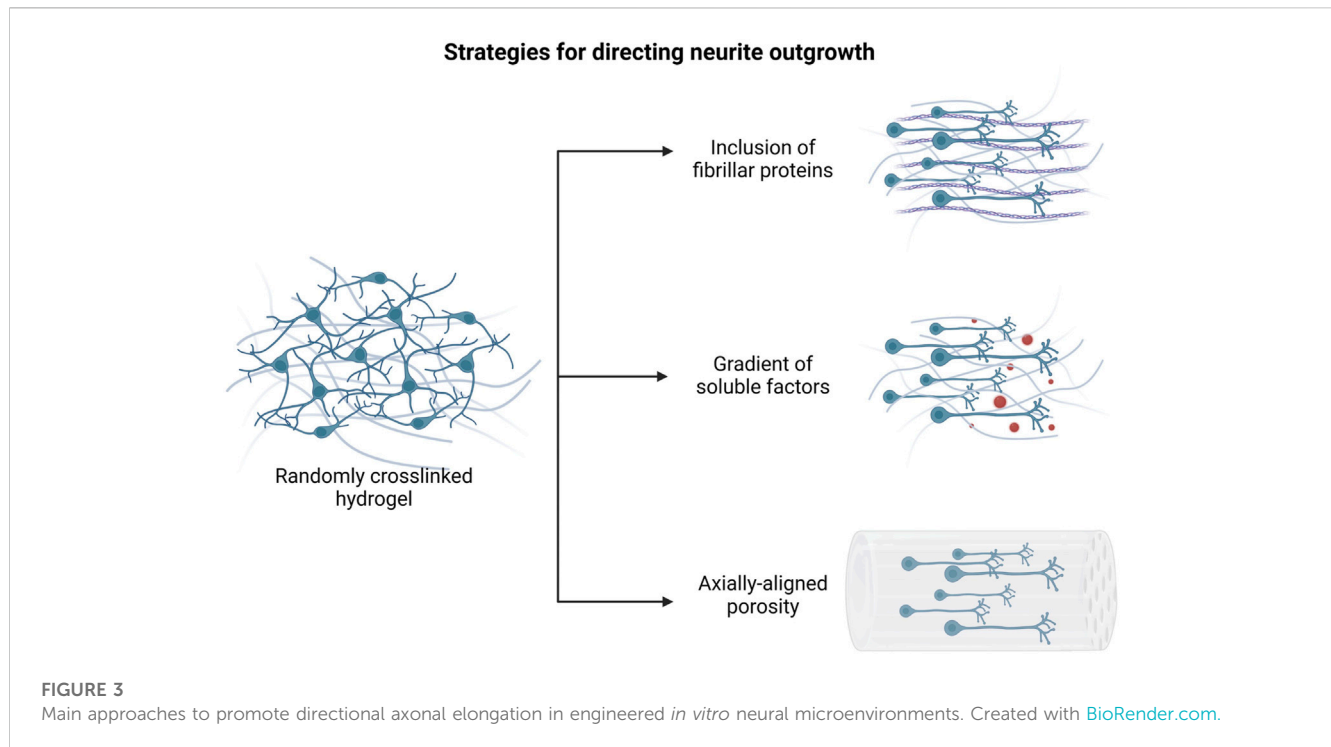 Strategies for directing neurite outgrowth
Inclusion of
fibrillar proteins
Gradient of
soluble factors
Randomly crosslinked
hydrogel
Axially-aligned
porosity
FIGURE 3
Main approaches to promote directional axonal elongation in engineered in vitro neural microenvironments. Created with BioRender.com.